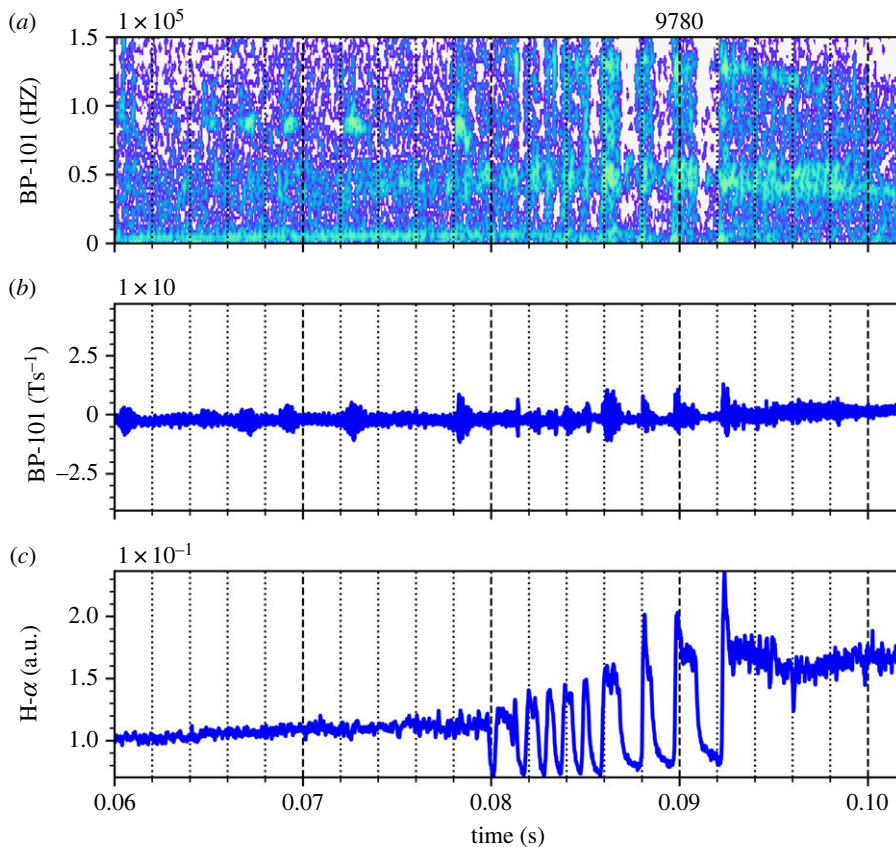 (a) 1 × 10⁵ 9780
1.5
1.0
0.5
0
BP-101 (HZ)
(b) 1 × 10
2.5
0
−2.5
BP-101 (Ts⁻¹)
(c) 1 × 10⁻¹
2.0
1.5
1.0
H-α (a.u.)
0.06 0.07 0.08 0.09 0.10
time (s)